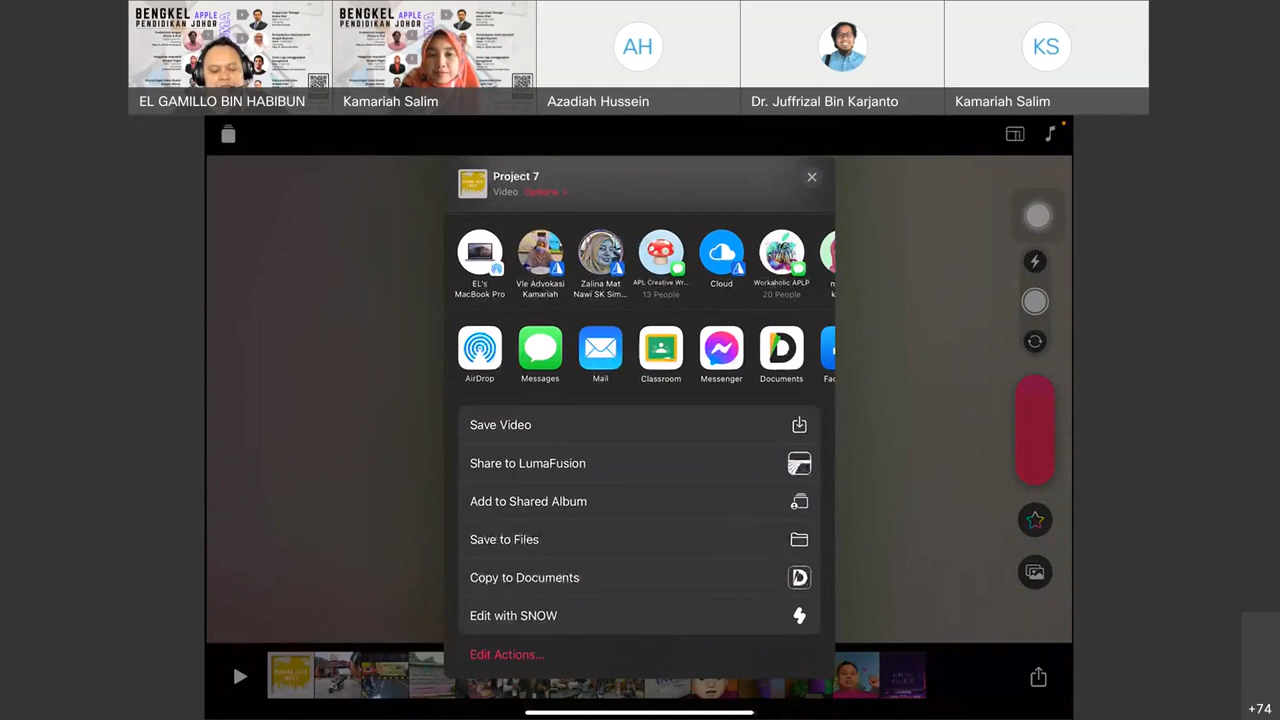 BENGKEL APPLE
PENDIDIKAN JOHOR
BENGKEL APPLE
PENDIDIKAN JOHOR
AH
KS
EL GAMILLO BIN HABIBUN
Kamariah Salim
Azadiah Hussein
Dr. Juffrizal Bin Karjanto
Kamariah Salim
Project 7
Video Options >
EL's
MacBook Pro
Vle Advokasi
Kamariah
Zalina Mat
Nawi SK Sim...
APL Creative Wr...
13 People
Cloud
Workaholic APLP
20 People
AirDrop
Messages
Mail
Classroom
Messenger
Documents
Fac
Save Video
Share to LumaFusion
Add to Shared Album
Save to Files
Copy to Documents
Edit with SNOW
Edit Actions...
+74